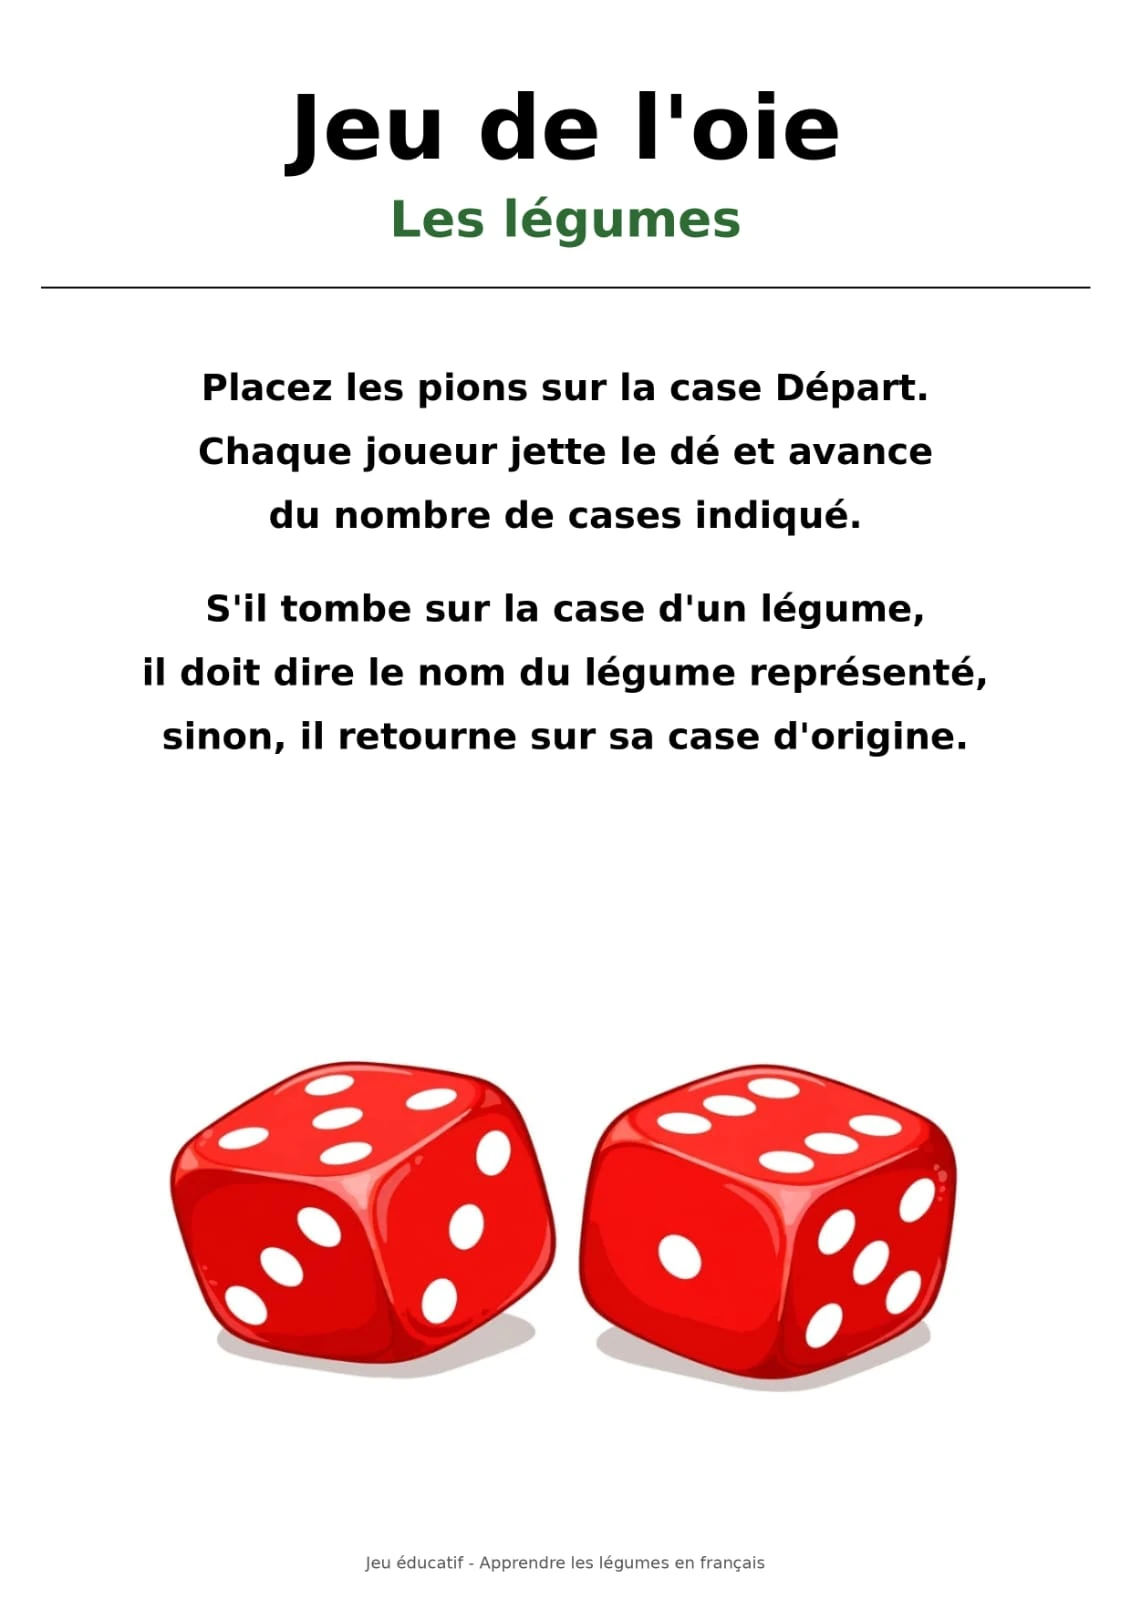 Jeu de l'oie
Les légumes
Placez les pions sur la case Départ.
Chaque joueur jette le dé et avance
du nombre de cases indiqué.
S'il tombe sur la case d'un légume,
il doit dire le nom du légume représenté,
sinon, il retourne sur sa case d'origine.
Jeu éducatif - Apprendre les légumes en français